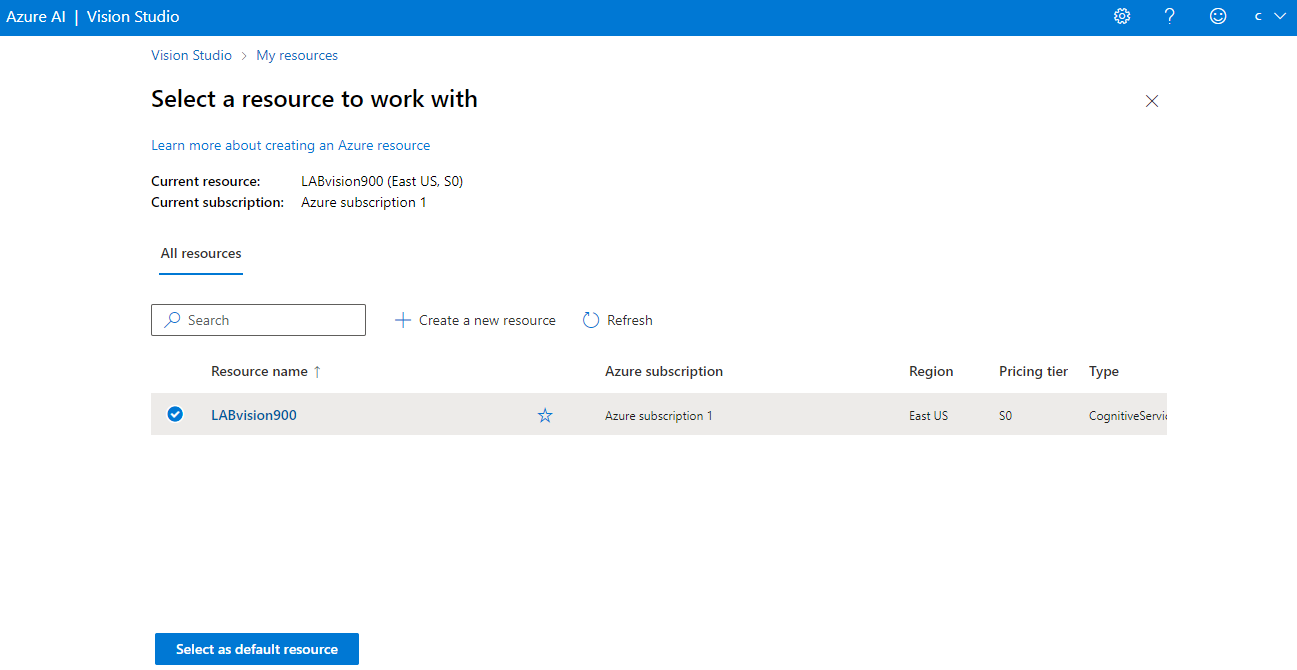 Azure AI | Vision Studio
c
Vision Studio > My resources
Select a resource to work with
Learn more about creating an Azure resource
Current resource: LABvision900 (East US, S0)
Current subscription: Azure subscription 1
All resources
Search Create a new resource Refresh
Resource name ↑ Azure subscription Region Pricing tier Type
LABvision900 Azure subscription 1 East US S0 CognitiveServic
Select as default resource